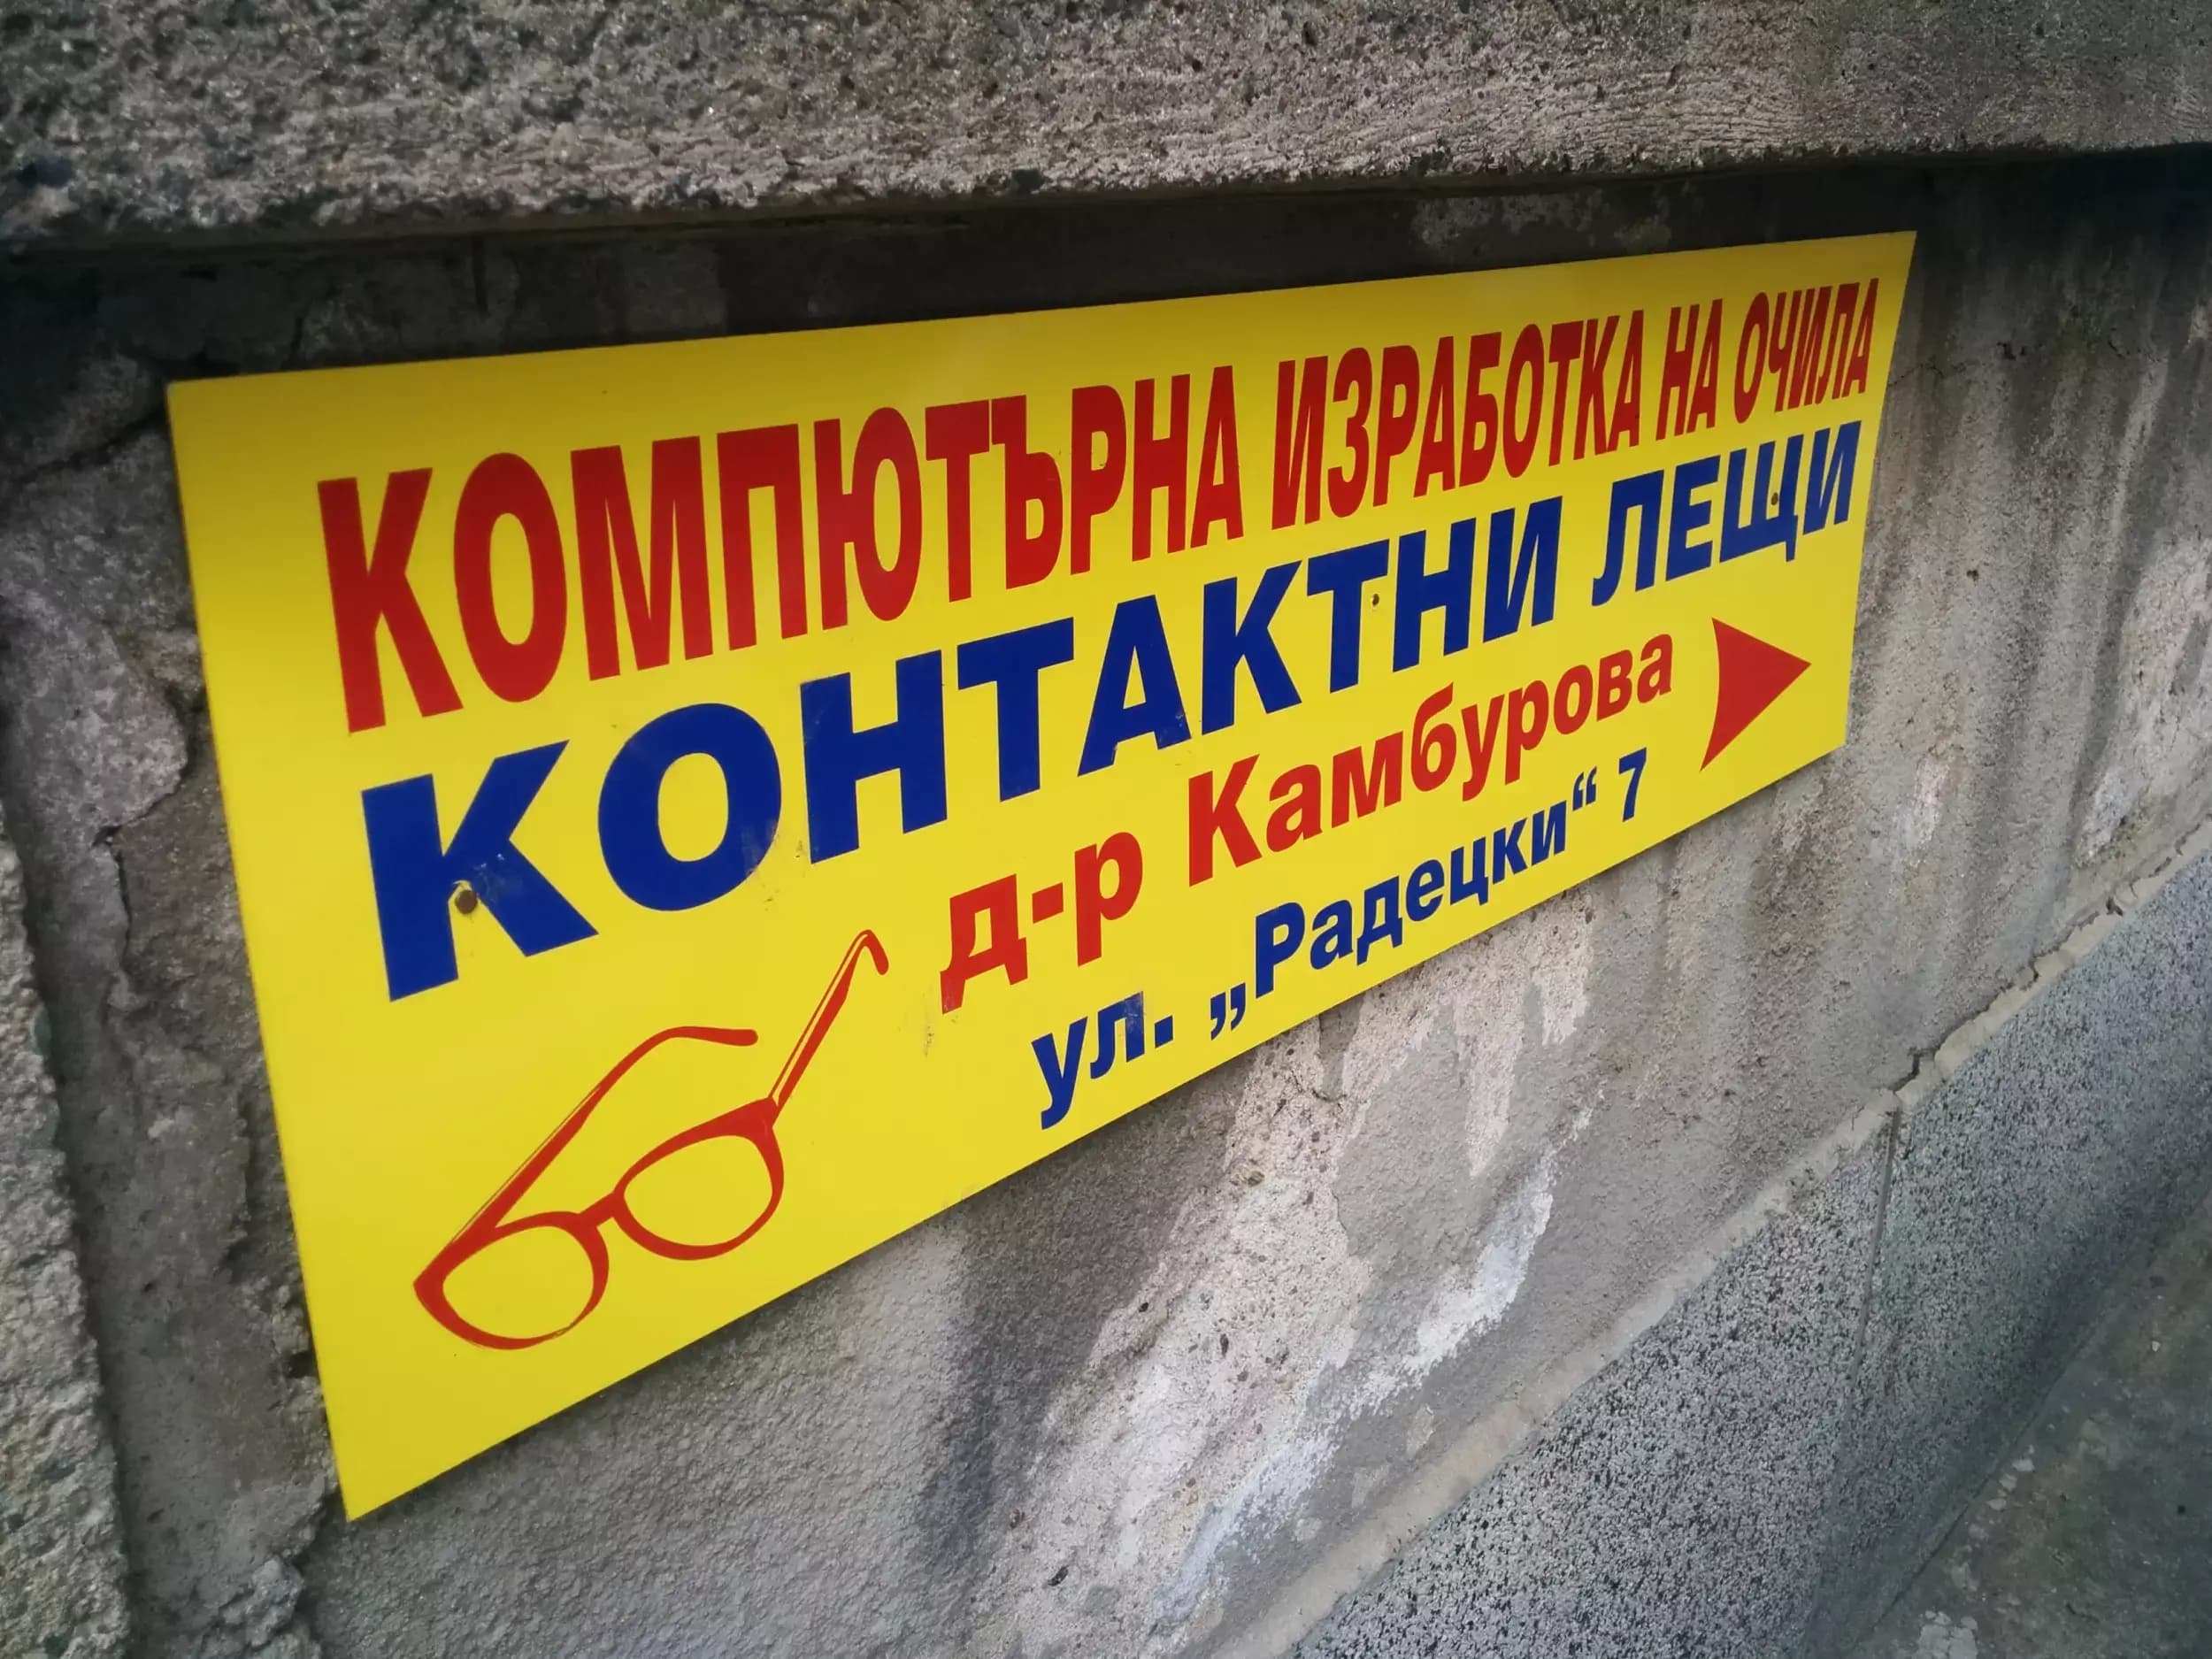 КОМПЮТЪРНА ИЗРАБОТКА НА ОЧИЛА
КОНТАКТНИ ЛЕЩИ
д-р Камбурова
ул. „Радецки“ 7